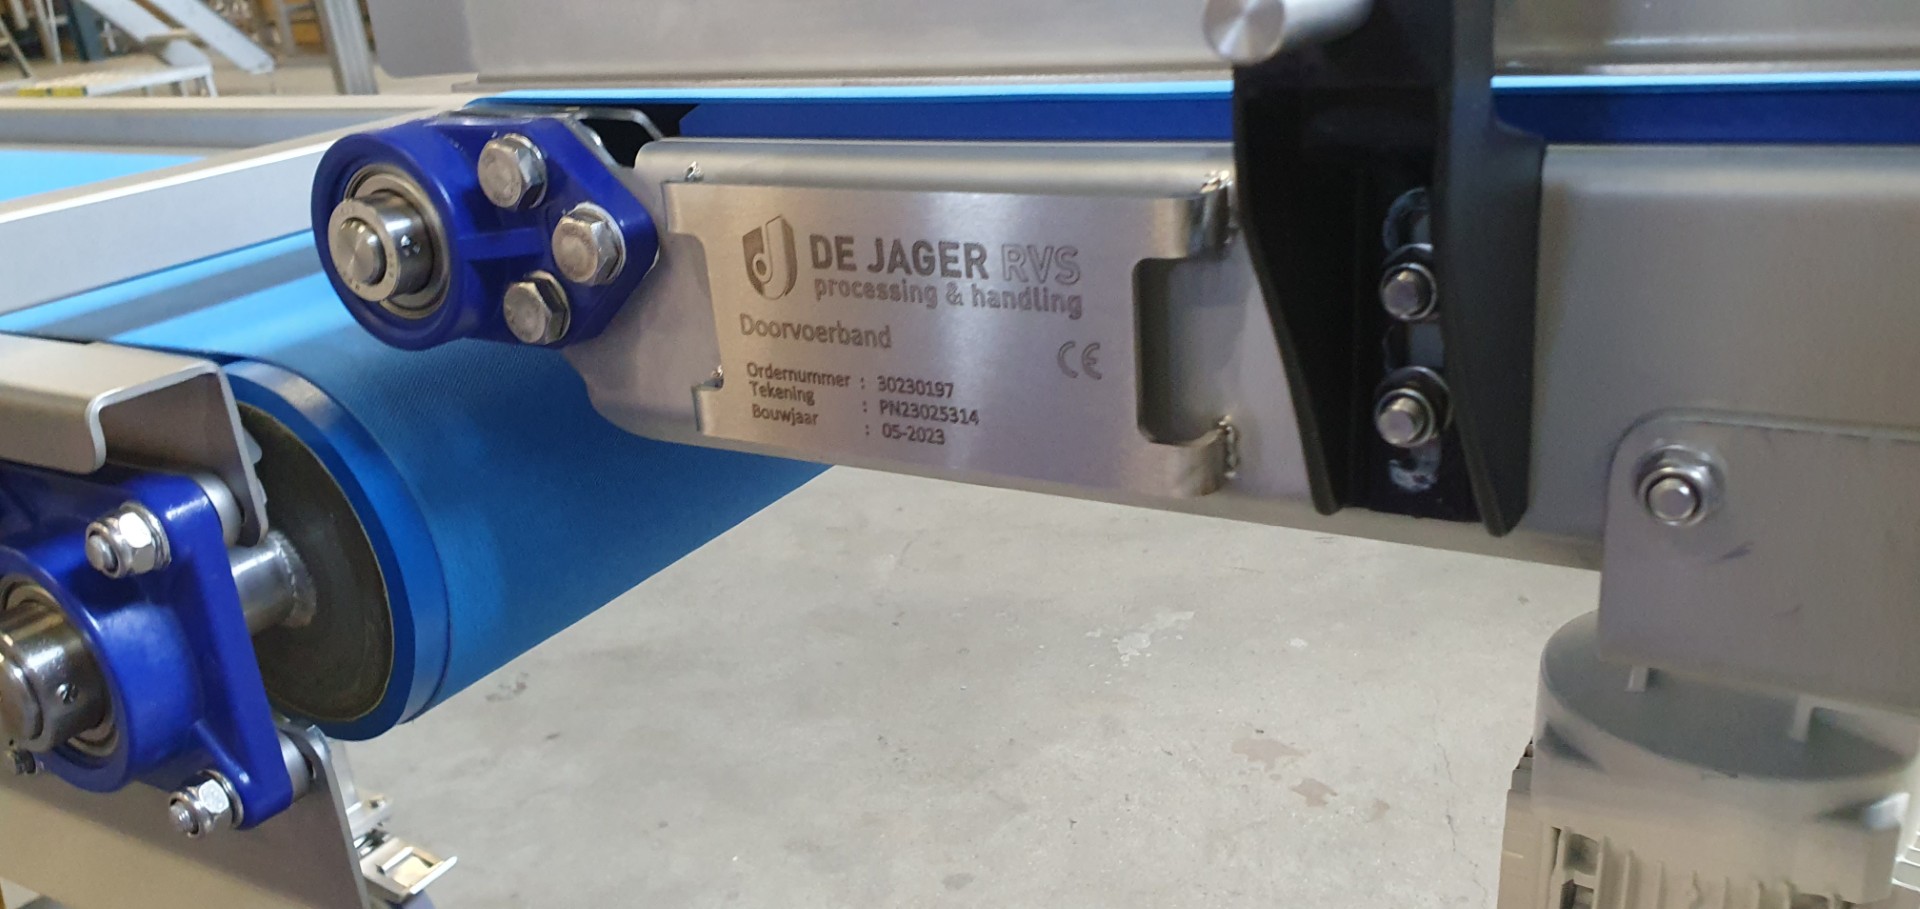 DE JAGER RVS
processing & handling
Doorvoerband
CE
Ordernummer : 30230197
Tekening : PN23025314
Bouwjaar : 05-2023